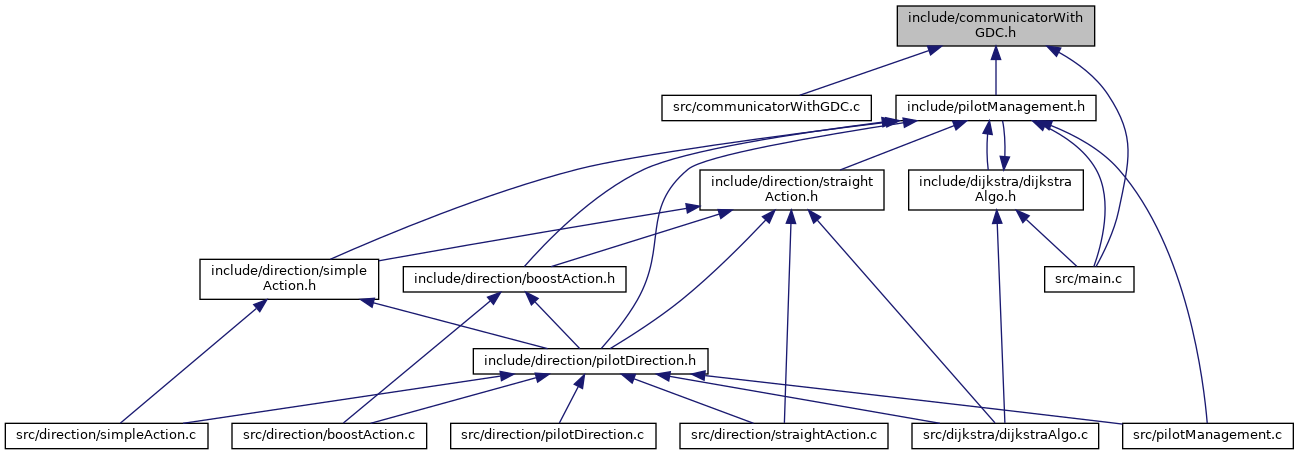 include/communicatorWith
GDC.h
src/communicatorWithGDC.c
include/pilotManagement.h
include/direction/straight
Action.h
include/dijkstra/dijkstra
Algo.h
include/direction/simple
Action.h
include/direction/boostAction.h
src/main.c
include/direction/pilotDirection.h
src/direction/simpleAction.c
src/direction/boostAction.c
src/direction/pilotDirection.c
src/direction/straightAction.c
src/dijkstra/dijkstraAlgo.c
src/pilotManagement.c